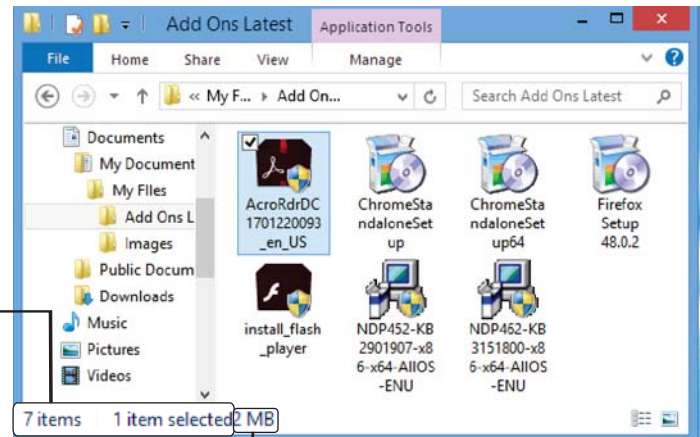 Add Ons Latest
Application Tools
File Home Share View Manage
« My F... Add On...
Search Add Ons Latest
Documents
My Document
My FIles
Add Ons L
Images
Public Docum
Downloads
Music
Pictures
Videos
AcroRdrDC
1701220093
_en_US
ChromeSta
ndaloneSet
up
ChromeSta
ndaloneSet
up64
Firefox
Setup
48.0.2
install_flash
_player
NDP452-KB
2901907-x8
6-x64-AllOS
-ENU
NDP462-KB
3151800-x8
6-x64-AllOS
-ENU
7 items 1 item selected 2 MB